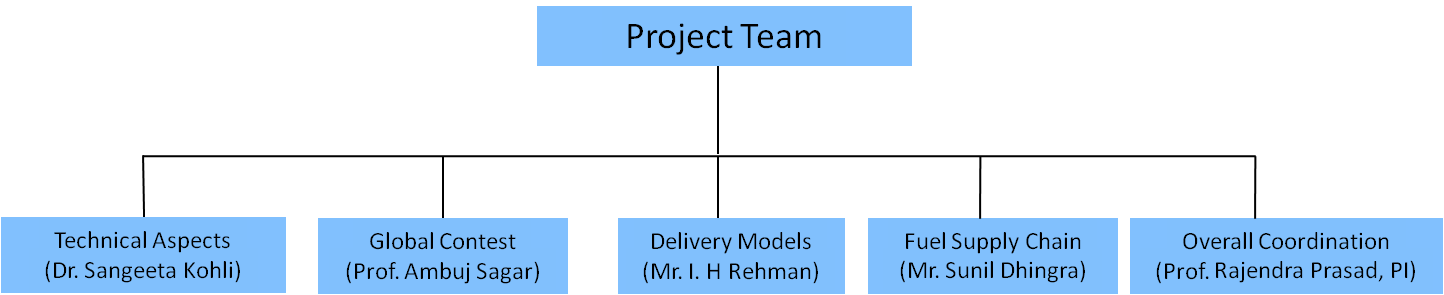 Project Team
Technical Aspects
(Dr. Sangeeta Kohli)
Global Contest
(Prof. Ambuj Sagar)
Delivery Models
(Mr. I. H Rehman)
Fuel Supply Chain
(Mr. Sunil Dhingra)
Overall Coordination
(Prof. Rajendra Prasad, PI)